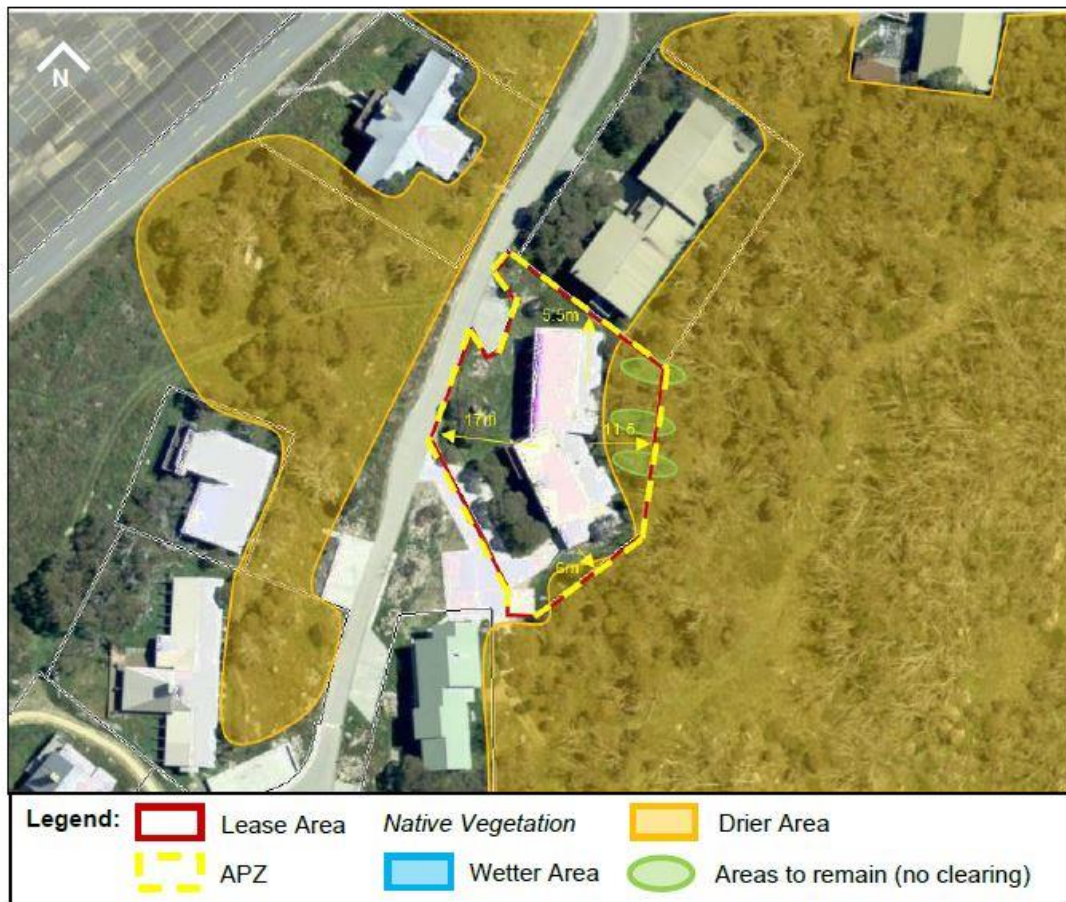 N
5.5m
17m
11.5
6m
Legend: Lease Area Native Vegetation Drier Area
APZ Wetter Area Areas to remain (no clearing)